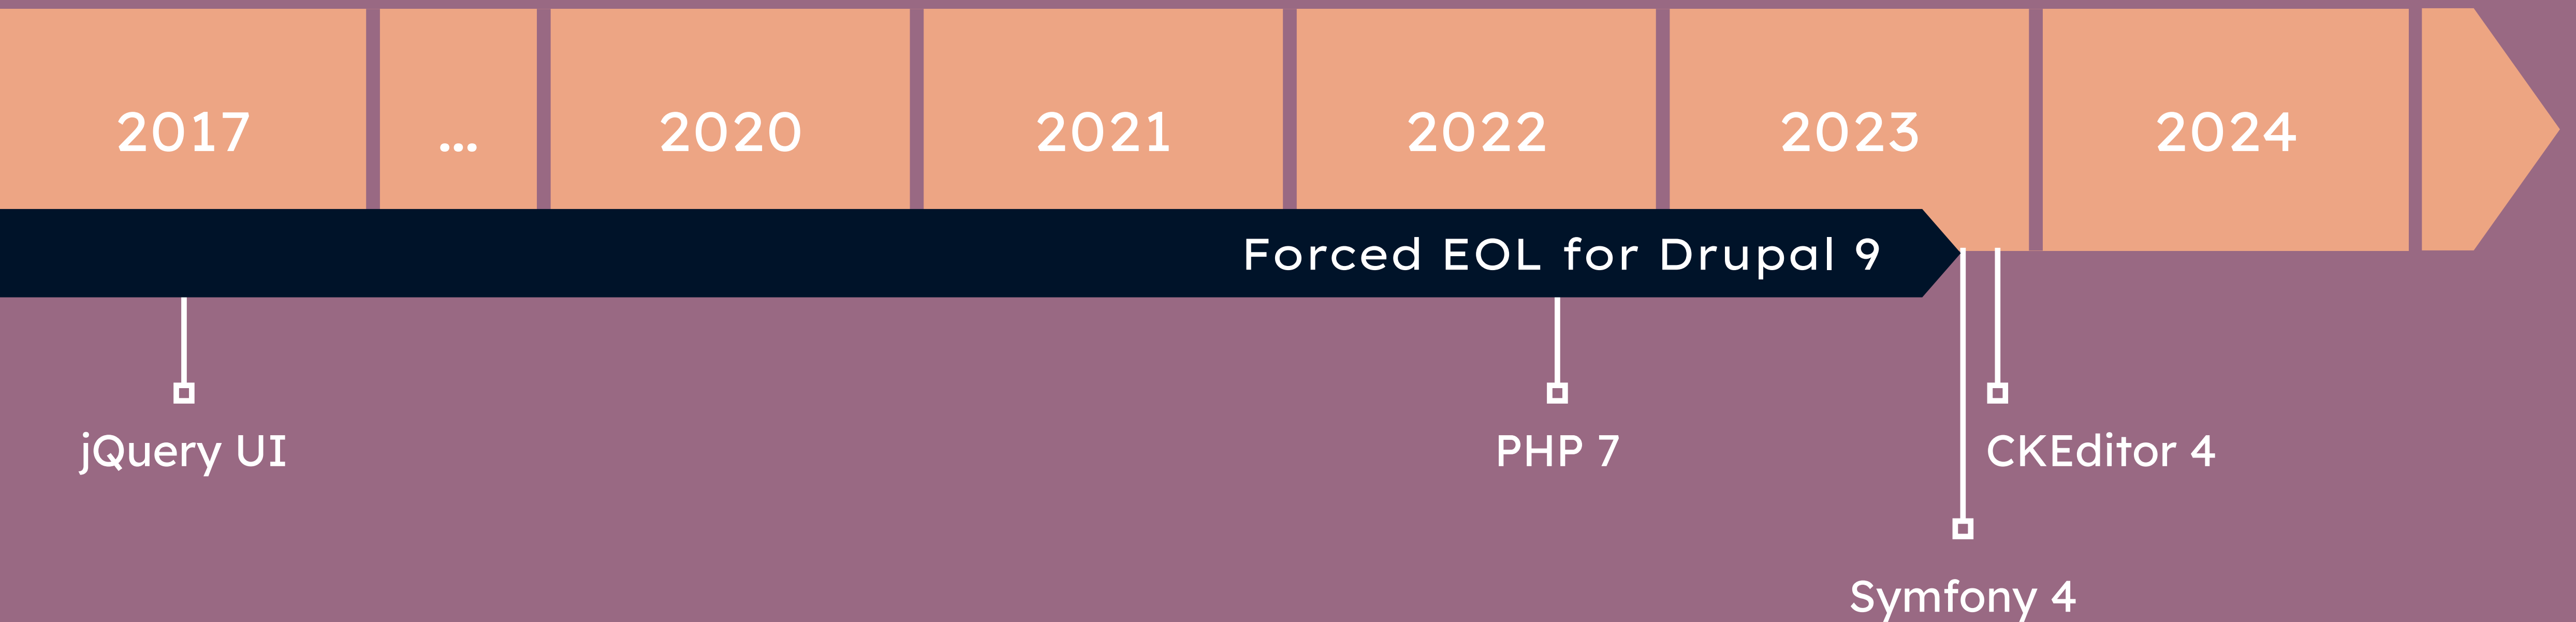 2017 ... 2020 2021 2022 2023 2024
Forced EOL for Drupal 9
jQuery UI PHP 7 CKEditor 4
Symfony 4